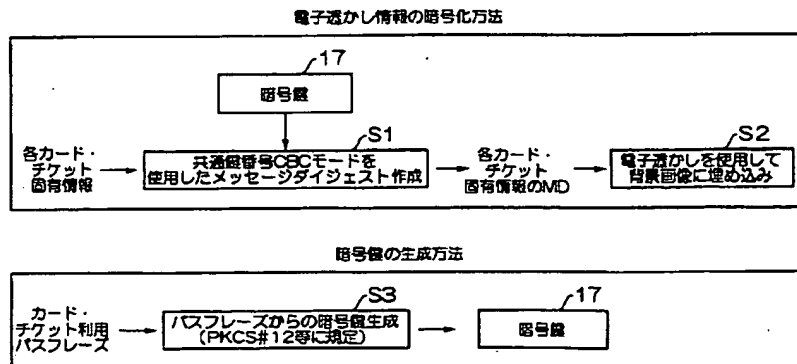 電子透かし情報の暗号化方法
17
暗号鍵
S1
S2
各カード・
チケット
固有情報
共通鍵番号CBCモードを
使用したメッセージダイジェスト作成
各カード・
チケット
固有情報のMD
電子透かしを使用して
背景画像に埋め込み
暗号鍵の生成方法
S3
17
カード・
チケット利用
パスフレーズ
パスフレーズからの暗号鍵生成
(PKCS#12等に規定)
暗号鍵